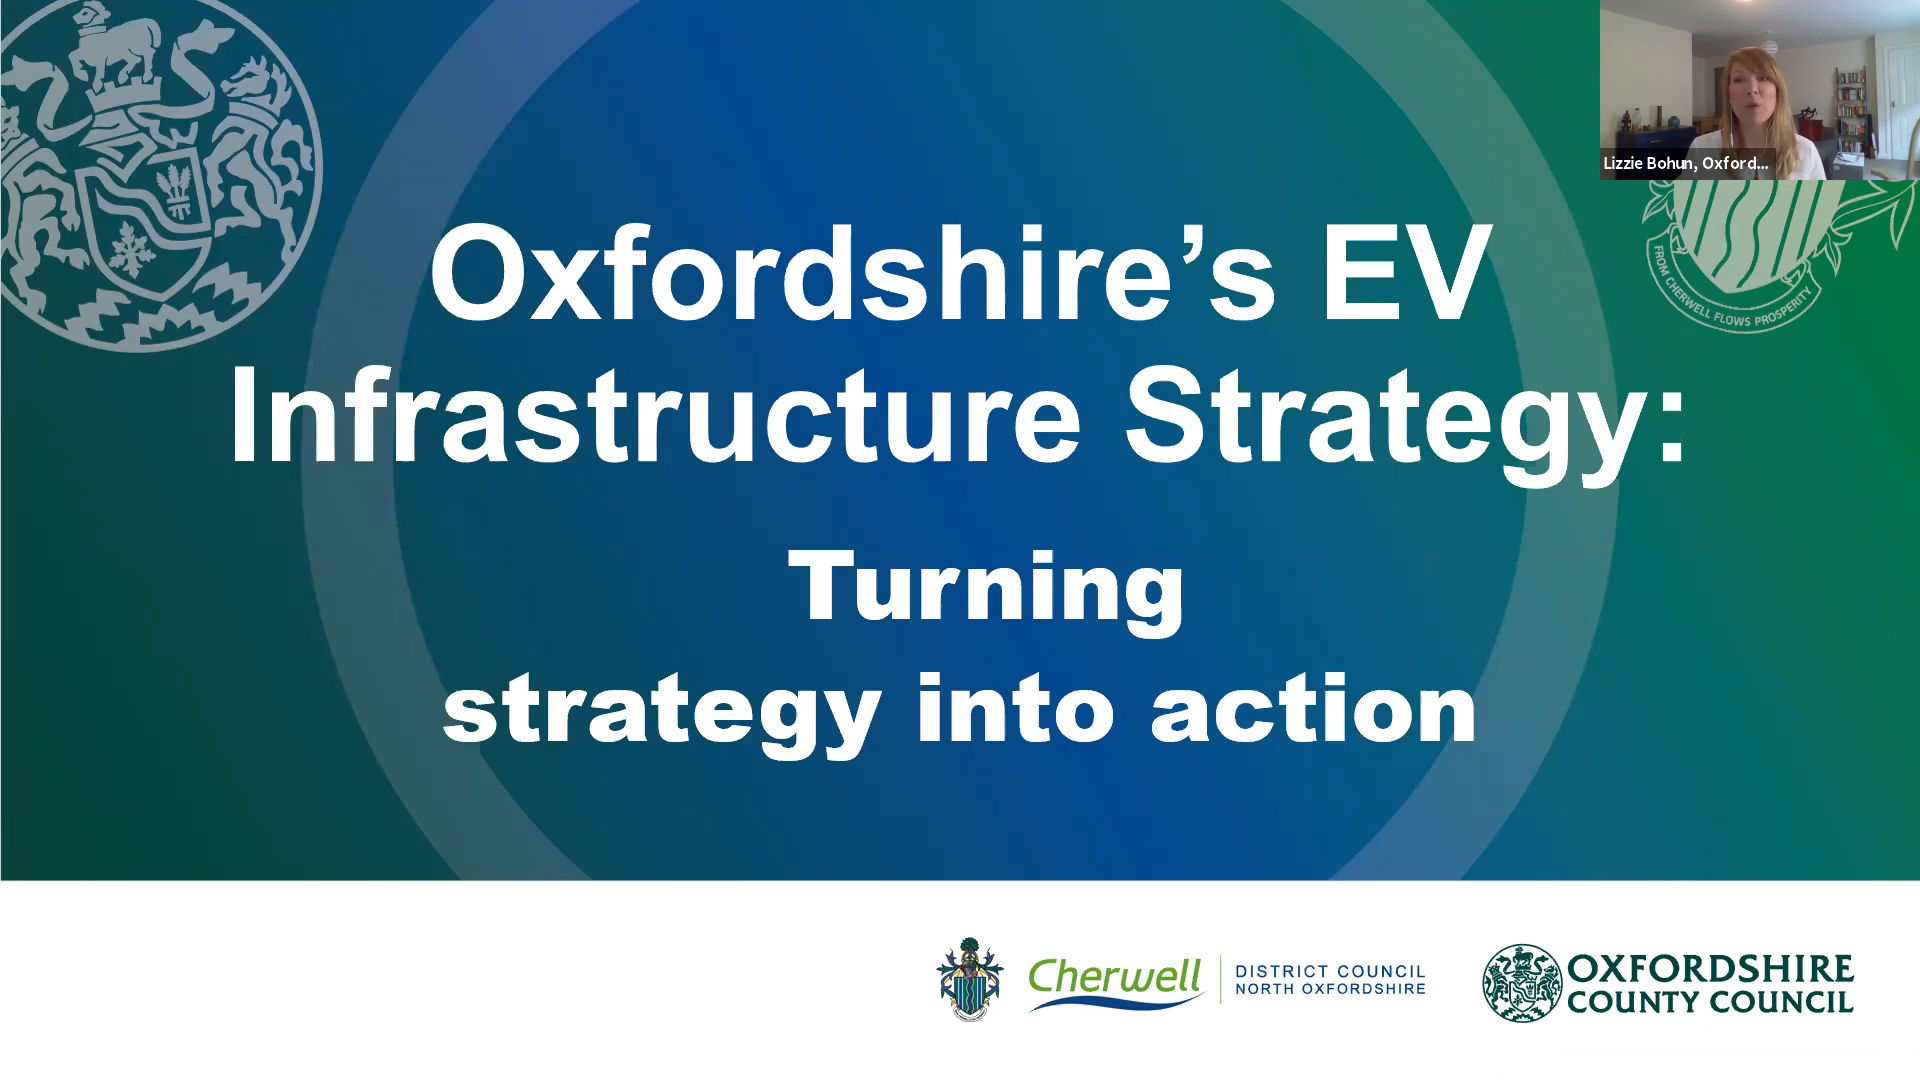 Lizzie Bohun, Oxford...
FROM CHERWELL FLOWS PROSPERITY
Oxfordshire’s EV
Infrastructure Strategy:
Turning
strategy into action
Cherwell
DISTRICT COUNCIL
NORTH OXFORDSHIRE
OXFORDSHIRE
COUNTY COUNCIL